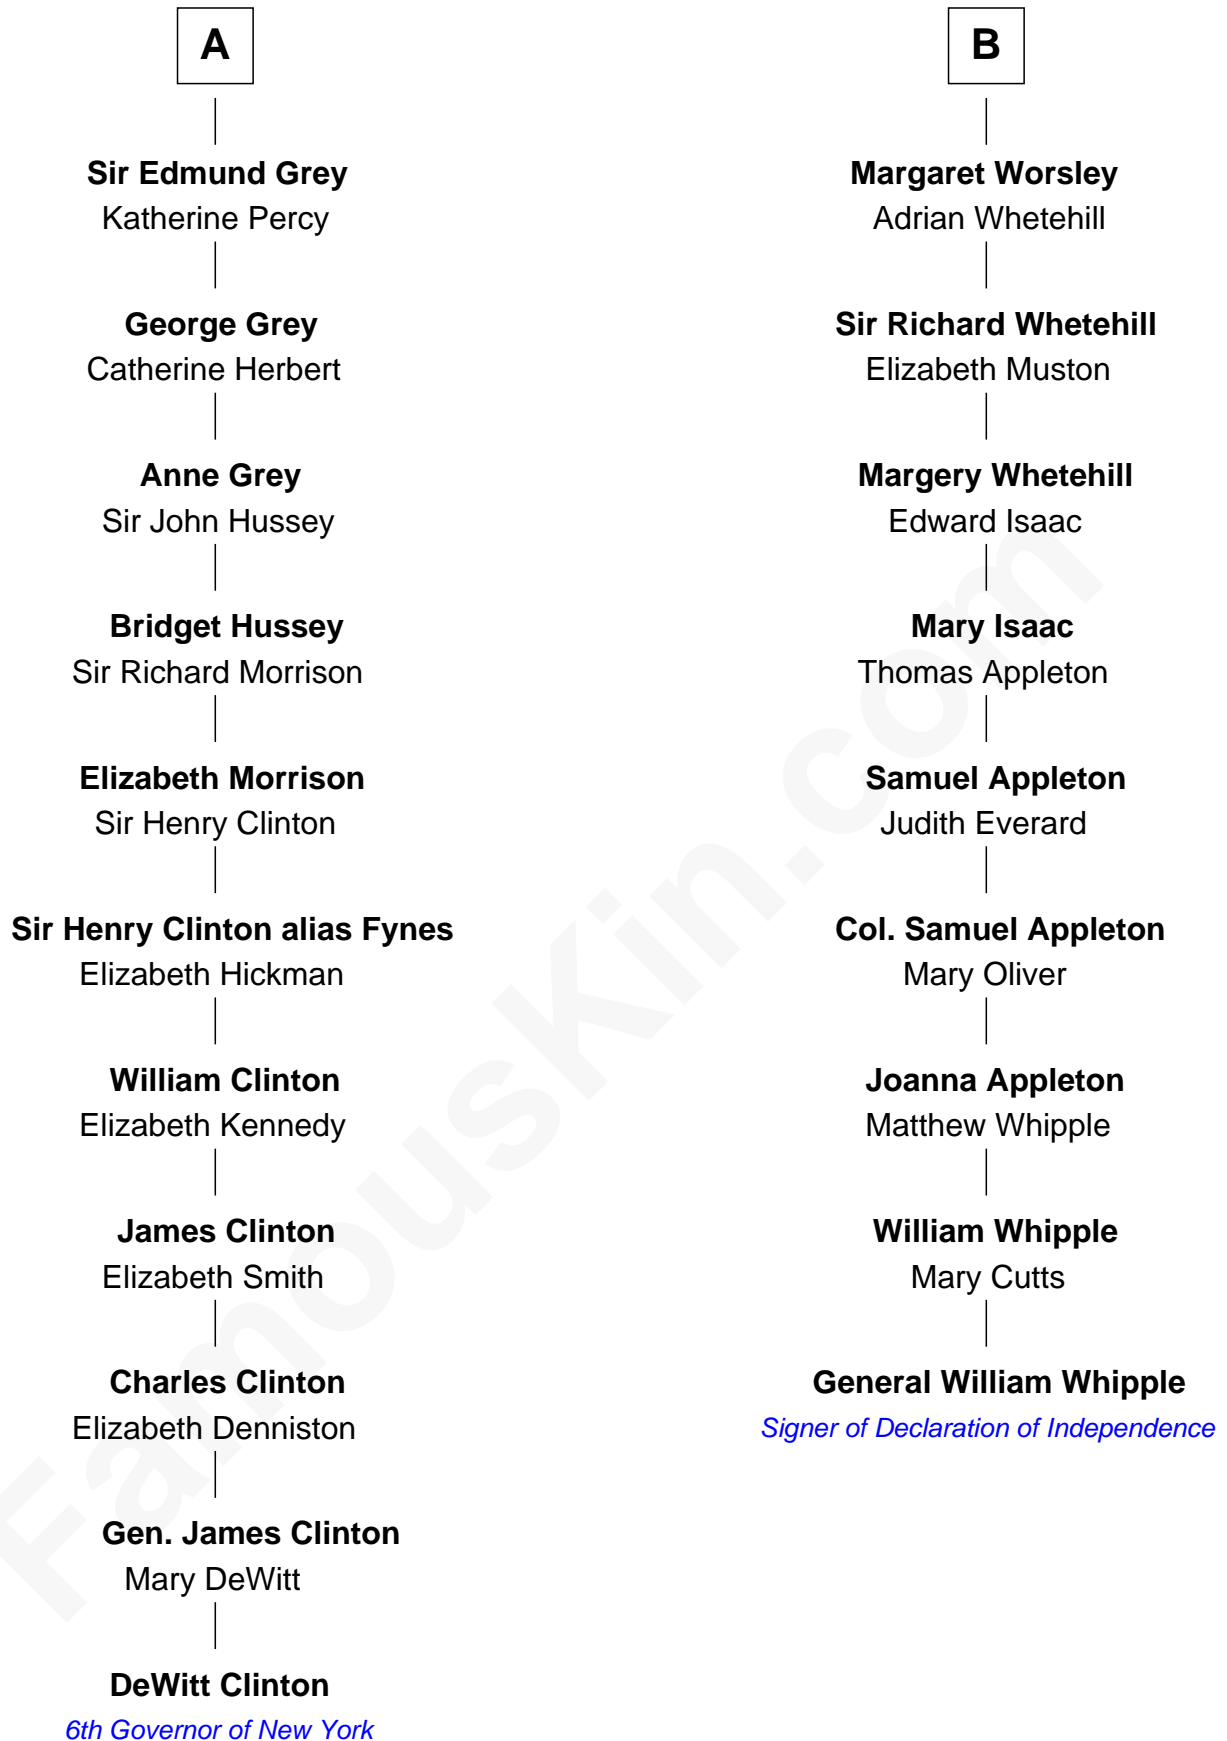 A
Sir Edmund Grey
Katherine Percy
George Grey
Catherine Herbert
Anne Grey
Sir John Hussey
Bridget Hussey
Sir Richard Morrison
Elizabeth Morrison
Sir Henry Clinton
Sir Henry Clinton alias Fynes
Elizabeth Hickman
William Clinton
Elizabeth Kennedy
James Clinton
Elizabeth Smith
Charles Clinton
Elizabeth Denniston
Gen. James Clinton
Mary DeWitt
DeWitt Clinton
6th Governor of New York
B
Margaret Worsley
Adrian Whetehill
Sir Richard Whetehill
Elizabeth Muston
Margery Whetehill
Edward Isaac
Mary Isaac
Thomas Appleton
Samuel Appleton
Judith Everard
Col. Samuel Appleton
Mary Oliver
Joanna Appleton
Matthew Whipple
William Whipple
Mary Cutts
General William Whipple
Signer of Declaration of Independence
FamousKin.com